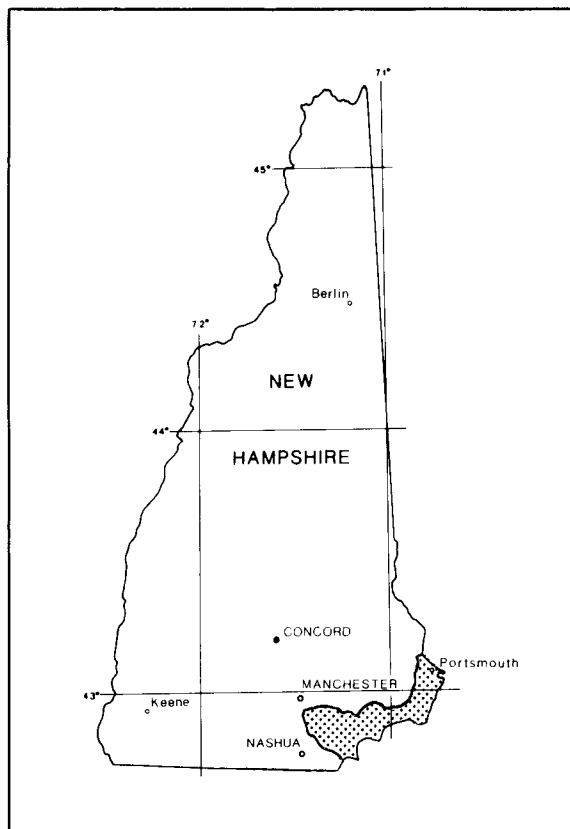 71°
45°
Berlin
72°
NEW
44°
HAMPSHIRE
CONCORD
Portsmouth
MANCHESTER
43°
Keene
NASHUA